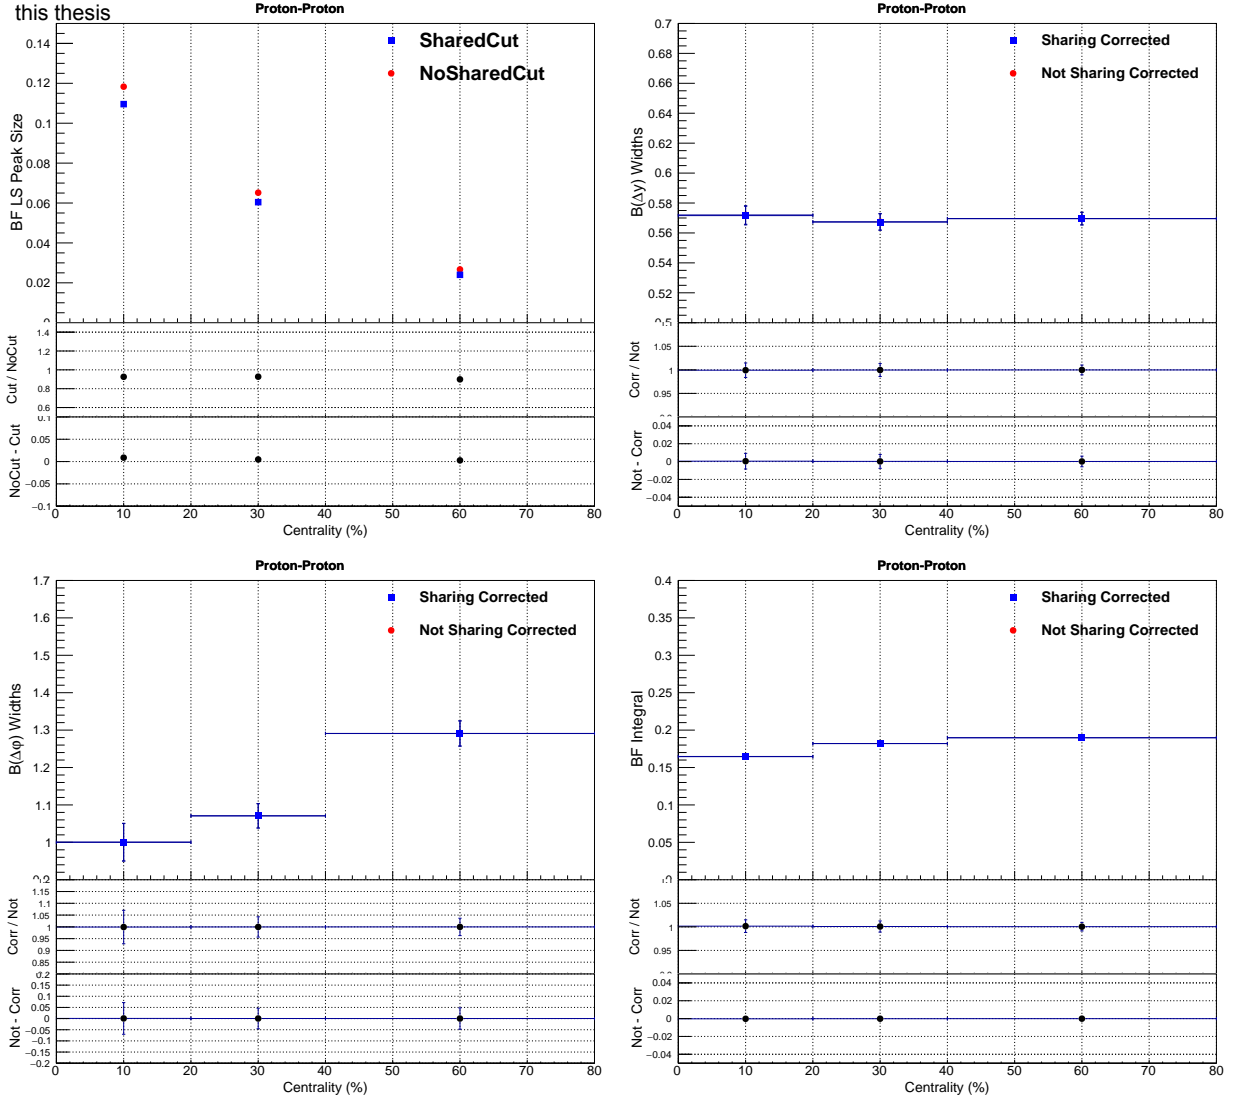 this thesis
Proton-Proton
SharedCut
NoSharedCut
BF LS Peak Size
0.14
0.12
0.1
0.08
0.06
0.04
0.02
Cut / NoCut
1.4
1.2
1
0.8
0.6
NoCut - Cut
0.1
0.05
0
−0.05
−0.1
0 10 20 30 40 50 60 70 80
Centrality (%)
Proton-Proton
Sharing Corrected
Not Sharing Corrected
B(Δy) Widths
0.7
0.68
0.66
0.64
0.62
0.6
0.58
0.56
0.54
0.52
0.5
Corr / Not
1.05
1
0.95
Not - Corr
0.04
0.02
0
−0.02
−0.04
0 10 20 30 40 50 60 70 80
Centrality (%)
Proton-Proton
Sharing Corrected
Not Sharing Corrected
B(Δφ) Widths
1.7
1.6
1.5
1.4
1.3
1.2
1.1
1
Corr / Not
1.15
1.1
1.05
1
0.95
0.9
0.85
Not - Corr
0.2
0.15
0.1
0.05
0
−0.05
−0.1
−0.15
−0.2
0 10 20 30 40 50 60 70 80
Centrality (%)
Proton-Proton
Sharing Corrected
Not Sharing Corrected
BF Integral
0.4
0.35
0.3
0.25
0.2
0.15
0.1
0.05
Corr / Not
1.05
1
0.95
Not - Corr
0.04
0.02
0
−0.02
−0.04
0 10 20 30 40 50 60 70 80
Centrality (%)